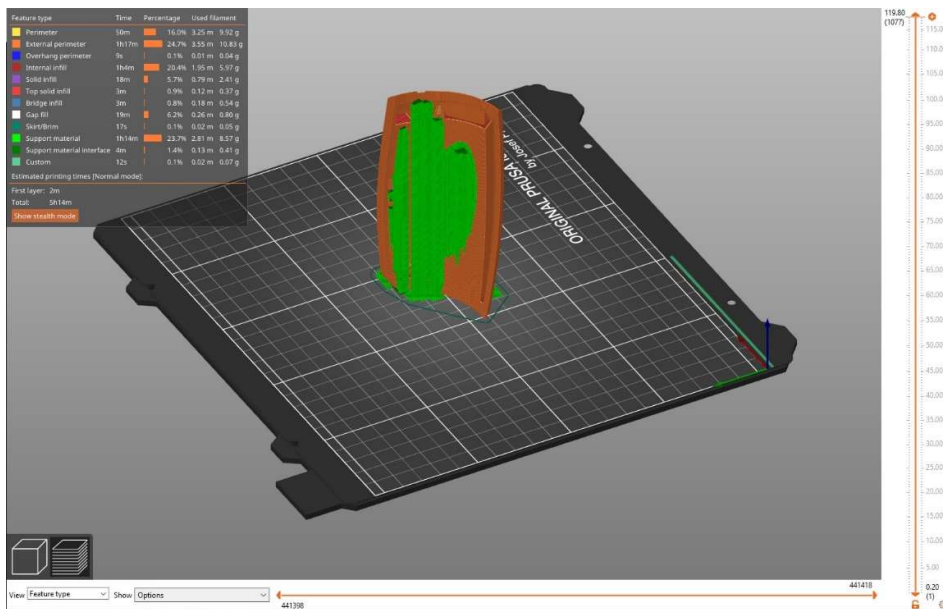 Feature type Time Percentage Used filament
Perimeter 50m 16.0% 3.25 m 9.92 g
External perimeter 1h17m 24.7% 3.55 m 10.83 g
Overhang perimeter 9s 0.1% 0.01 m 0.04 g
Internal infill 1h4m 20.4% 1.95 m 5.97 g
Solid infill 18m 5.7% 0.79 m 2.41 g
Top solid infill 3m 0.9% 0.12 m 0.37 g
Bridge infill 3m 0.8% 0.18 m 0.54 g
Gap fill 19m 6.2% 0.26 m 0.80 g
Skirt/Brim 17s 0.1% 0.02 m 0.05 g
Support material 1h14m 23.7% 2.81 m 8.57 g
Support material interface 4m 1.4% 0.13 m 0.41 g
Custom 12s 0.1% 0.02 m 0.07 g
Estimated printing times [Normal mode]:
First layer: 2m
Total: 5h14m
Show stealth mode
ORIGINAL PRUSA
by Josef
119.80
(1077)
115.00
110.00
105.00
100.00
95.00
90.00
85.00
80.00
75.00
70.00
65.00
60.00
55.00
50.00
45.00
40.00
35.00
30.00
25.00
20.00
15.00
10.00
5.00
0.20
(1)
View Feature type Show Options
441418
441398